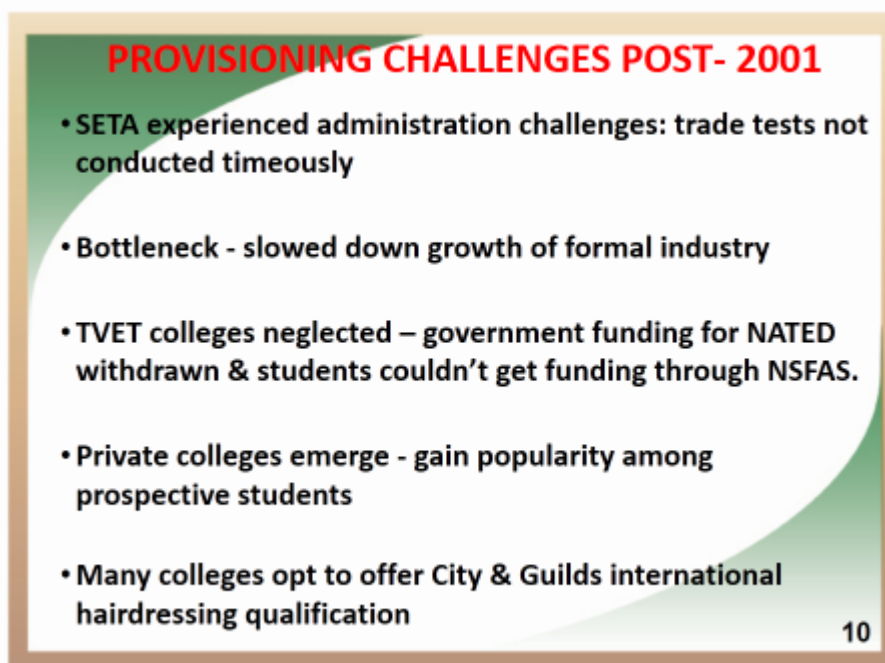 PROVISIONING CHALLENGES POST- 2001
• SETA experienced administration challenges: trade tests not
conducted timeously
• Bottleneck - slowed down growth of formal industry
• TVET colleges neglected – government funding for NATED
withdrawn & students couldn’t get funding through NSFAS.
• Private colleges emerge - gain popularity among
prospective students
• Many colleges opt to offer City & Guilds international
hairdressing qualification
10